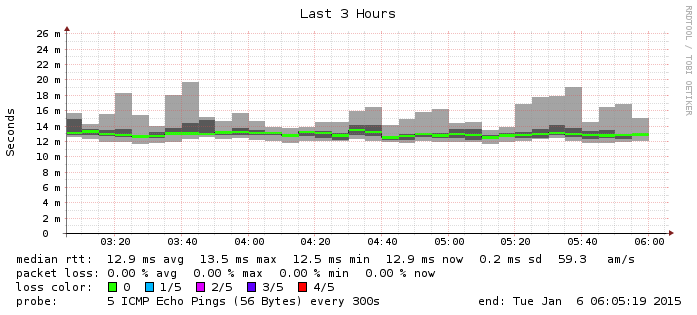 Last 3 Hours
RRDTOOL / TOBI OETIKER
Seconds
26 m
24 m
22 m
20 m
18 m
16 m
14 m
12 m
10 m
8 m
6 m
4 m
2 m
0
03:20 03:40 04:00 04:20 04:40 05:00 05:20 05:40 06:00
median rtt: 12.9 ms avg 13.5 ms max 12.5 ms min 12.9 ms now 0.2 ms sd 59.3 am/s
packet loss: 0.00 % avg 0.00 % max 0.00 % min 0.00 % now
loss color: 0 1/5 2/5 3/5 4/5
probe: 5 ICMP Echo Pings (56 Bytes) every 300s end: Tue Jan 6 06:05:19 2015